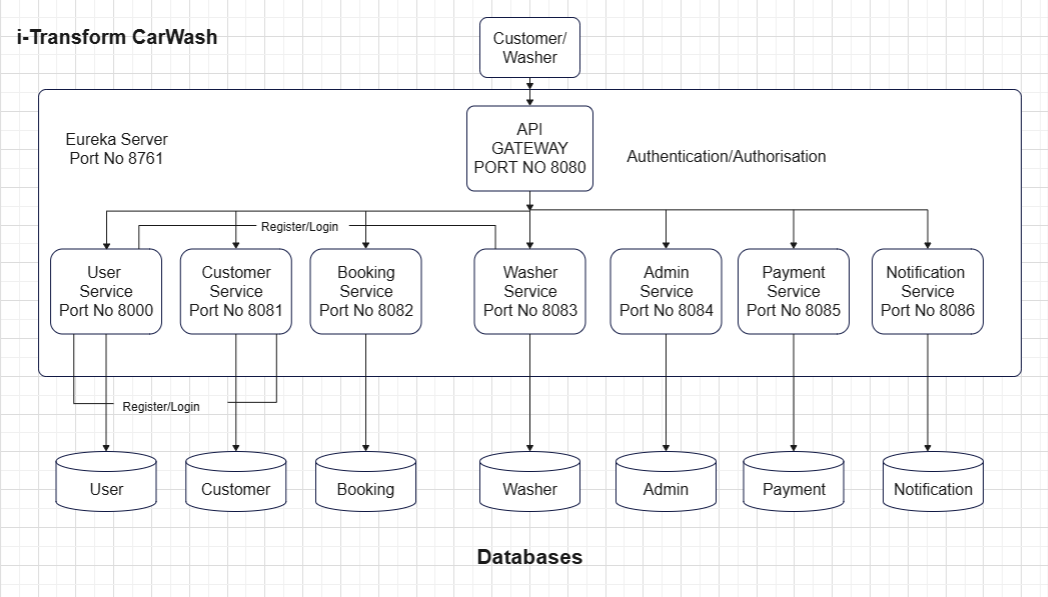 i-Transform CarWash
Customer/
Washer
Eureka Server
Port No 8761
API
GATEWAY
PORT NO 8080
Authentication/Authorisation
Register/Login
User
Service
Port No 8000
Customer
Service
Port No 8081
Booking
Service
Port No 8082
Washer
Service
Port No 8083
Admin
Service
Port No 8084
Payment
Service
Port No 8085
Notification
Service
Port No 8086
Register/Login
User
Customer
Booking
Washer
Admin
Payment
Notification
Databases